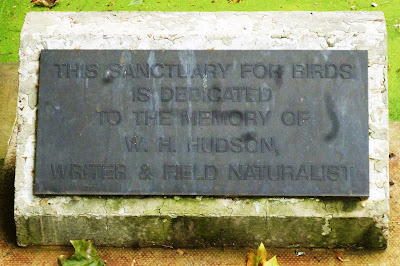 THIS SANCTUARY FOR BIRDS
IS DEDICATED
TO THE MEMORY OF
W. H. HUDSON,
WRITER & FIELD NATURALIST